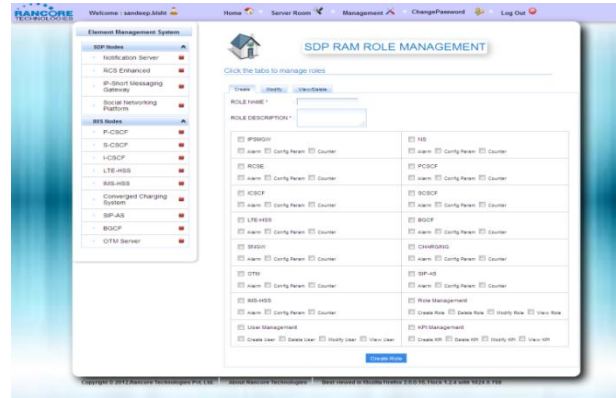 RANCORE
TECHNOLOGIES
Welcome : sandeep.bisht
Home
Server Room
Management
ChangePassword
Log Out
Element Management System
SDP Nodes
Notification Server
RCS Enhanced
IP-Short Messaging
Gateway
Social Networking
Platform
IMS Nodes
P-CSCF
S-CSCF
I-CSCF
LTE-HSS
IMS-HSS
Converged Charging
System
SIP-AS
BGCF
OTM Server
SDP RAM ROLE MANAGEMENT
Click the tabs to manage roles
Create Modify View/Delete
ROLE NAME * :
ROLE DESCRIPTION * :
IPSMGW NS
Alarm Config Param Counter Alarm Config Param Counter
RCSE PCSCF
Alarm Config Param Counter Alarm Config Param Counter
ICSCF SCSCF
Alarm Config Param Counter Alarm Config Param Counter
LTE-HSS BGCF
Alarm Config Param Counter Alarm Config Param Counter
SNGW CHARGING
Alarm Config Param Counter Alarm Config Param Counter
OTM SIP-AS
Alarm Config Param Counter Alarm Config Param Counter
IMS-HSS Role Management
Alarm Config Param Counter Create Role Delete Role Modify Role View Role
User Management KPI Management
Create User Delete User Modify User View User Create KPI Delete KPI Modify KPI View KPI
Create Role
Copyright © 2012.Rancore Technologies Pvt. Ltd. about Rancore Technologies Best viewed in Mozilla Firefox